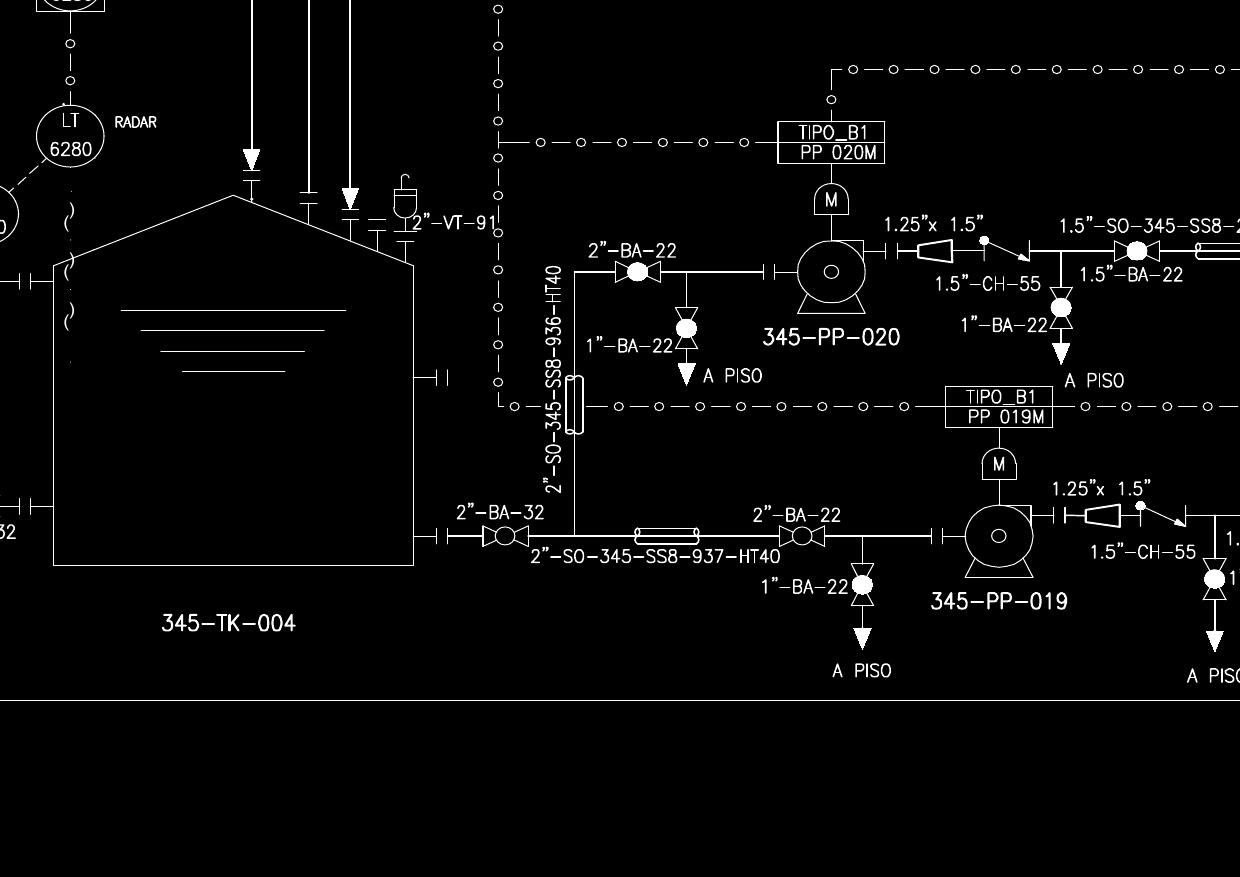 LT
6280
RADAR
TIPO_B1
PP 020M
M
2"-VT-91
1.25"x 1.5"
1.5"-SO-345-SS8-2
2"-BA-22
1.5"-CH-55
1.5"-BA-22
2"-SO-345-SS8-936-HT40
1"-BA-22
345-PP-020
1"-BA-22
A PISO
A PISO
TIPO_B1
PP 019M
M
1.25"x 1.5"
2"-BA-32
2"-BA-22
32
2"-SO-345-SS8-937-HT40
1.5"-CH-55
1"-BA-22
345-PP-019
345-TK-004
A PISO
A PISO